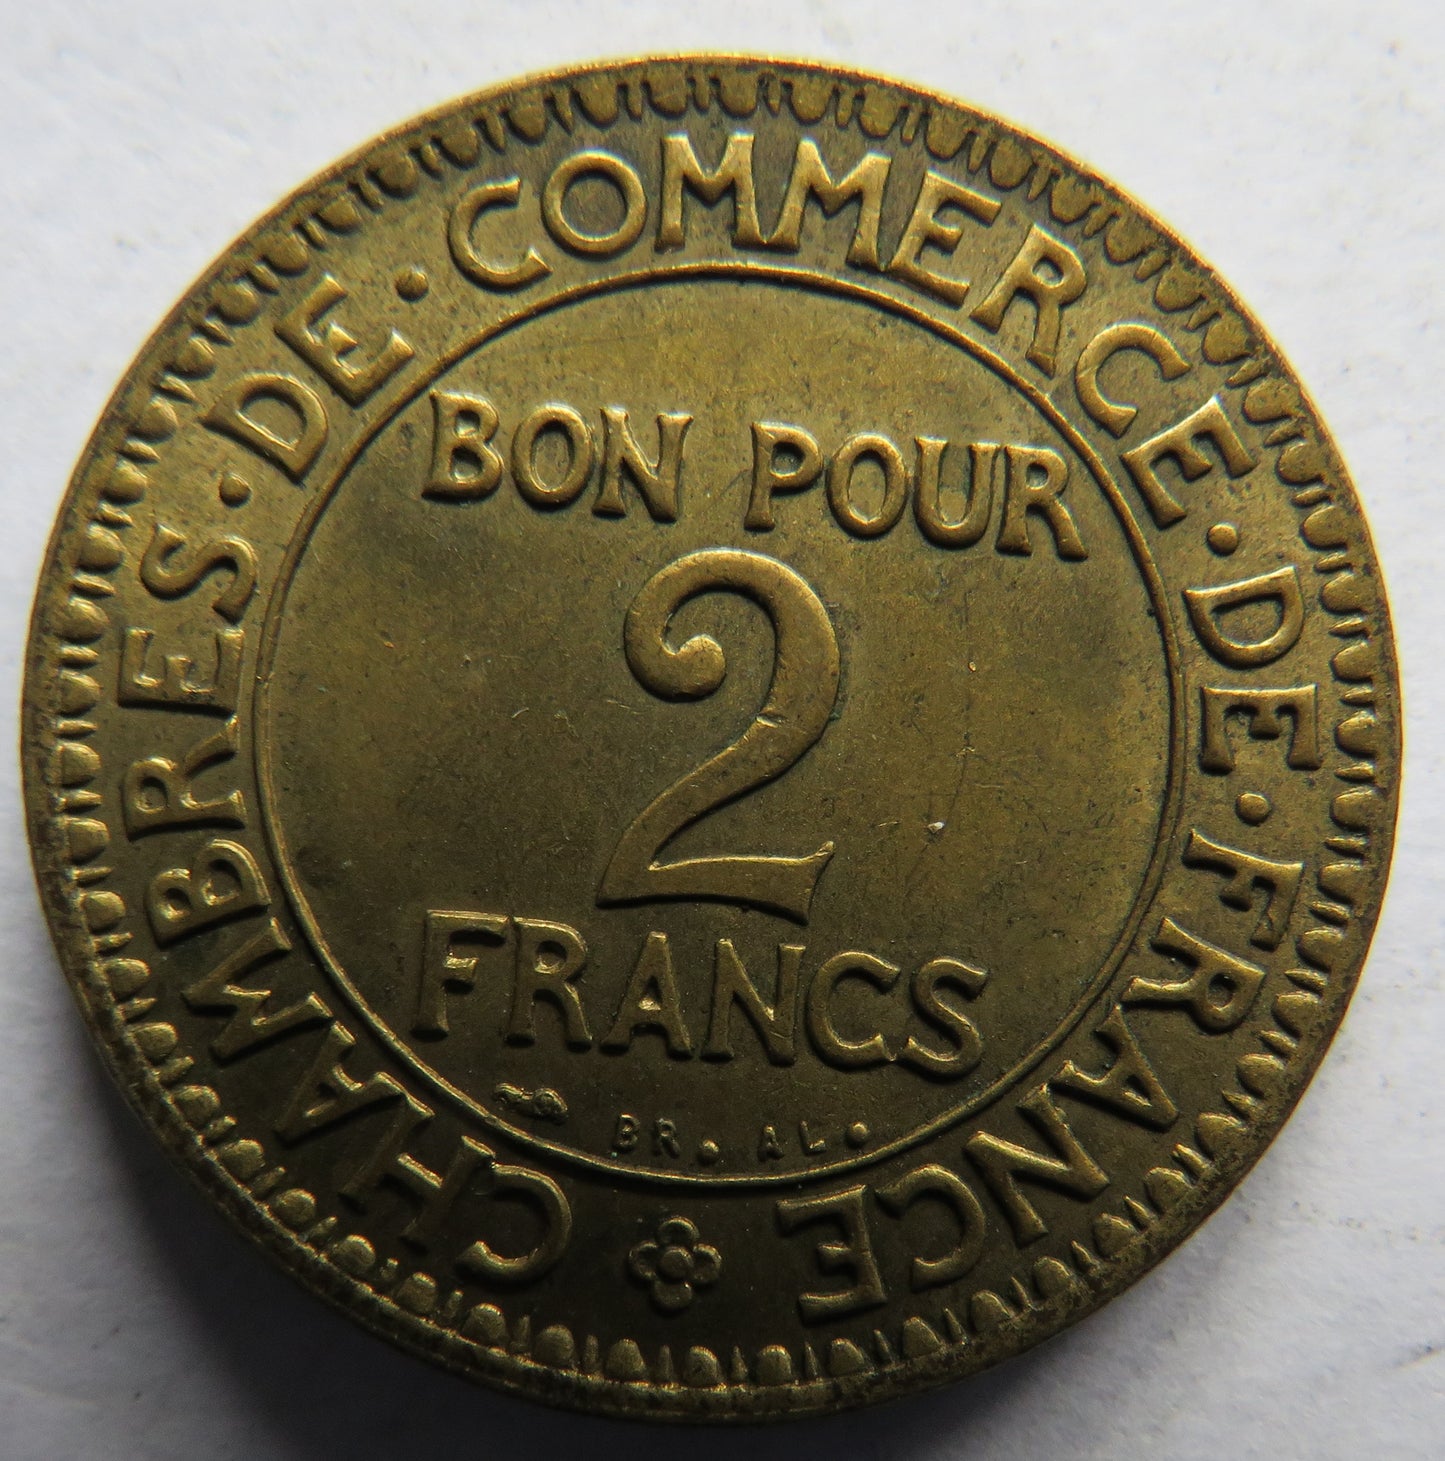 CHAMBRES · DE · COMMERCE · DE · FRANCE
BON POUR
2
FRANCS
BR. AL.